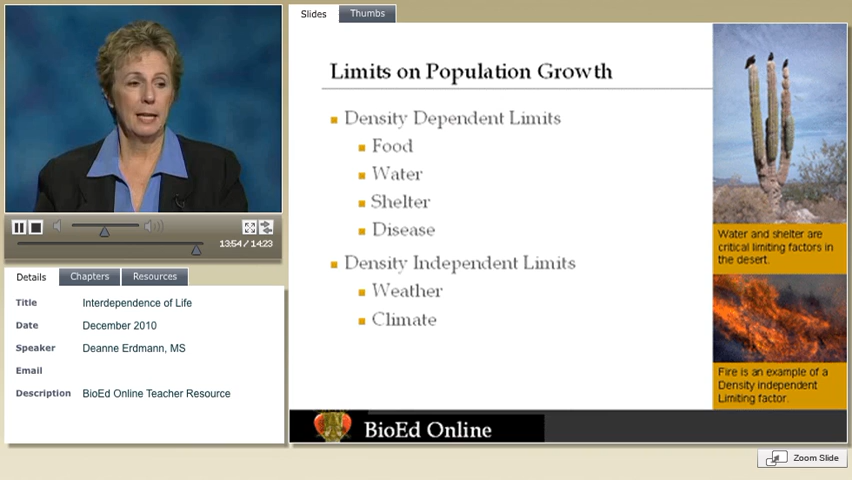 Slides
Thumbs
Limits on Population Growth
Density Dependent Limits
Food
Water
Shelter
Disease
Density Independent Limits
Weather
Climate
Water and shelter are
critical limiting factors in
the desert.
Fire is an example of a
Density independent
Limiting factor.
BioEd Online
Zoom Slide
13:54 / 14:23
Details
Chapters
Resources
Title Interdependence of Life
Date December 2010
Speaker Deanne Erdmann, MS
Email
Description BioEd Online Teacher Resource